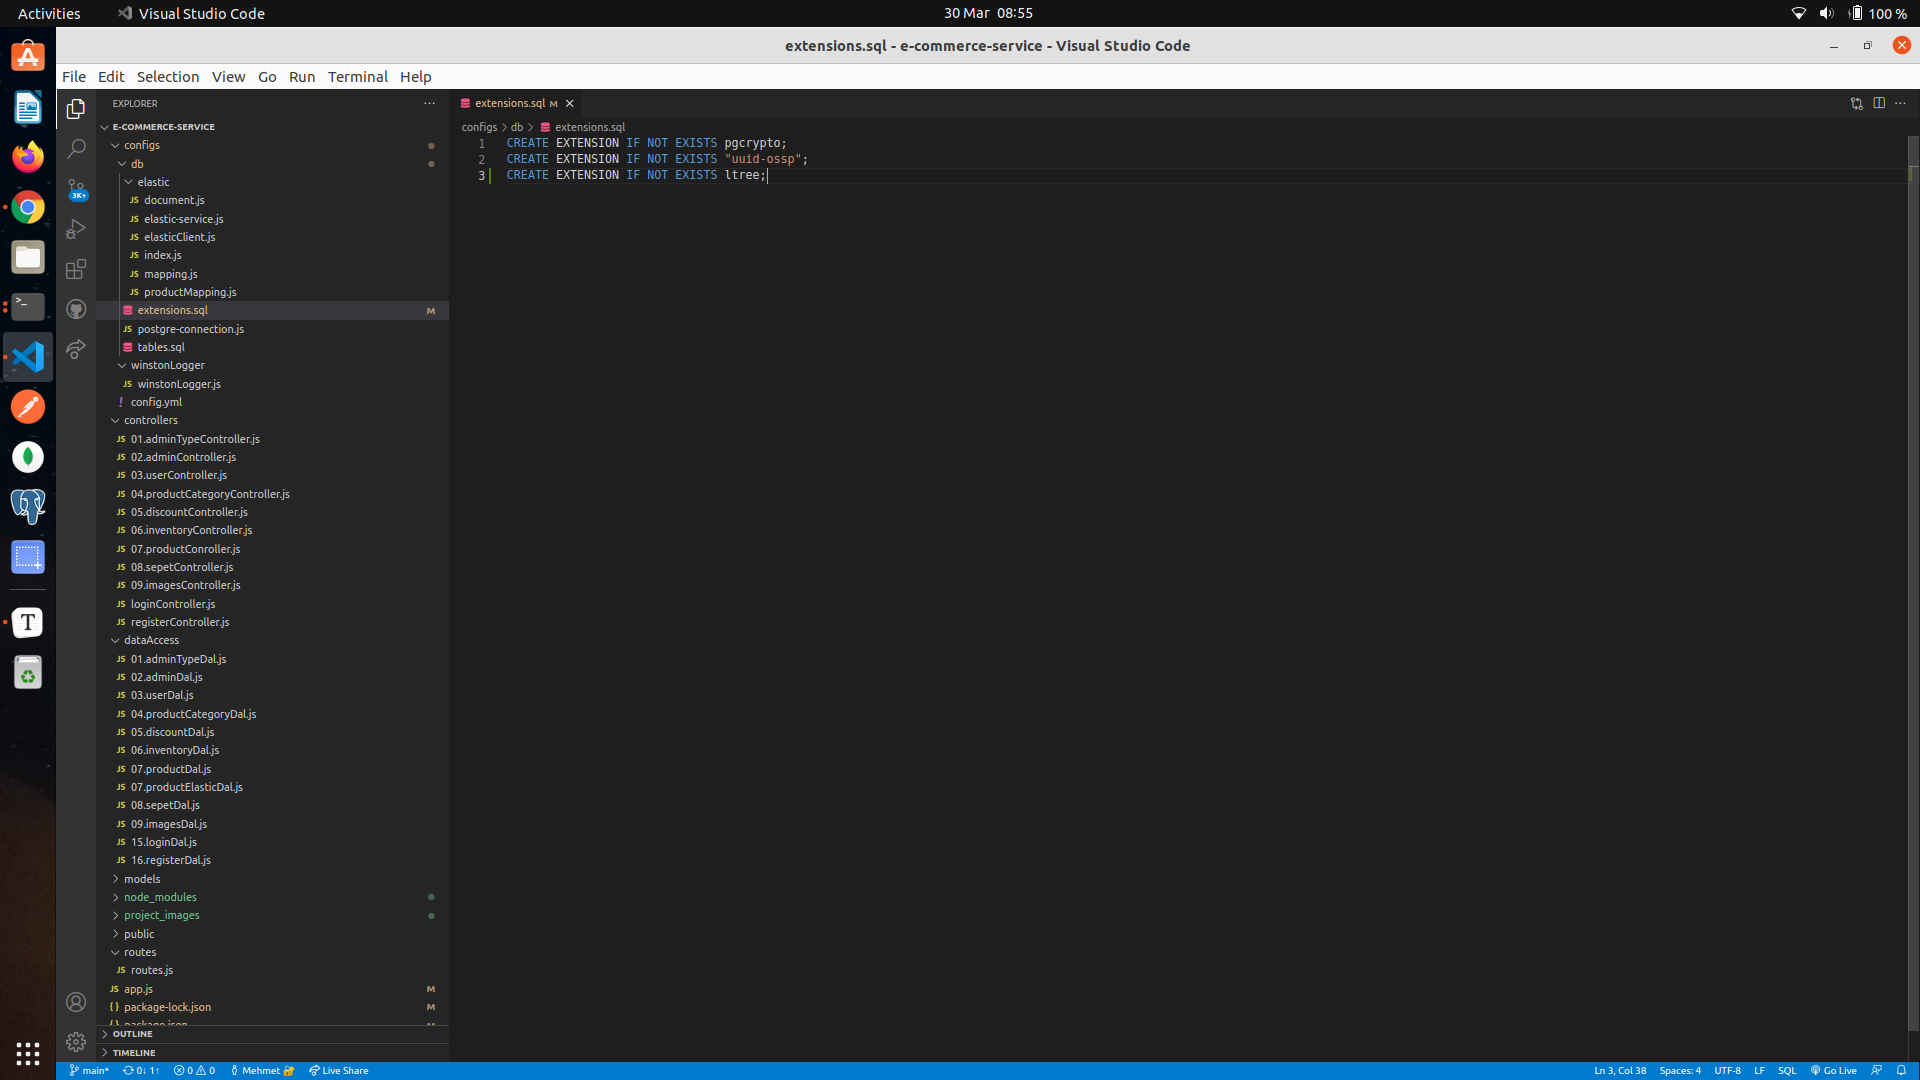 Activities
Visual Studio Code
30 Mar 08:55
100 %
extensions.sql - e-commerce-service - Visual Studio Code
File Edit Selection View Go Run Terminal Help
EXPLORER
E-COMMERCE-SERVICE
configs
db
elastic
JS document.js
JS elastic-service.js
JS elasticClient.js
JS index.js
JS mapping.js
JS productMapping.js
extensions.sql M
JS postgre-connection.js
tables.sql
winstonLogger
JS winstonLogger.js
! config.yml
controllers
JS 01.adminTypeController.js
JS 02.adminController.js
JS 03.userController.js
JS 04.productCategoryController.js
JS 05.discountController.js
JS 06.inventoryController.js
JS 07.productConroller.js
JS 08.sepetController.js
JS 09.imagesController.js
JS loginController.js
JS registerController.js
dataAccess
JS 01.adminTypeDal.js
JS 02.adminDal.js
JS 03.userDal.js
JS 04.productCategoryDal.js
JS 05.discountDal.js
JS 06.inventoryDal.js
JS 07.productDal.js
JS 07.productElasticDal.js
JS 08.sepetDal.js
JS 09.imagesDal.js
JS 15.loginDal.js
JS 16.registerDal.js
models
node_modules
project_images
public
routes
JS routes.js
JS app.js M
{} package-lock.json M
{} package.json M
OUTLINE
TIMELINE
3K+
extensions.sql M
configs > db > extensions.sql
1 CREATE EXTENSION IF NOT EXISTS pgcrypto;
2 CREATE EXTENSION IF NOT EXISTS "uuid-ossp";
3 CREATE EXTENSION IF NOT EXISTS ltree;
main* 0↓ 1↑ 0 0 Mehmet Live Share
Ln 3, Col 38 Spaces: 4 UTF-8 LF SQL Go Live